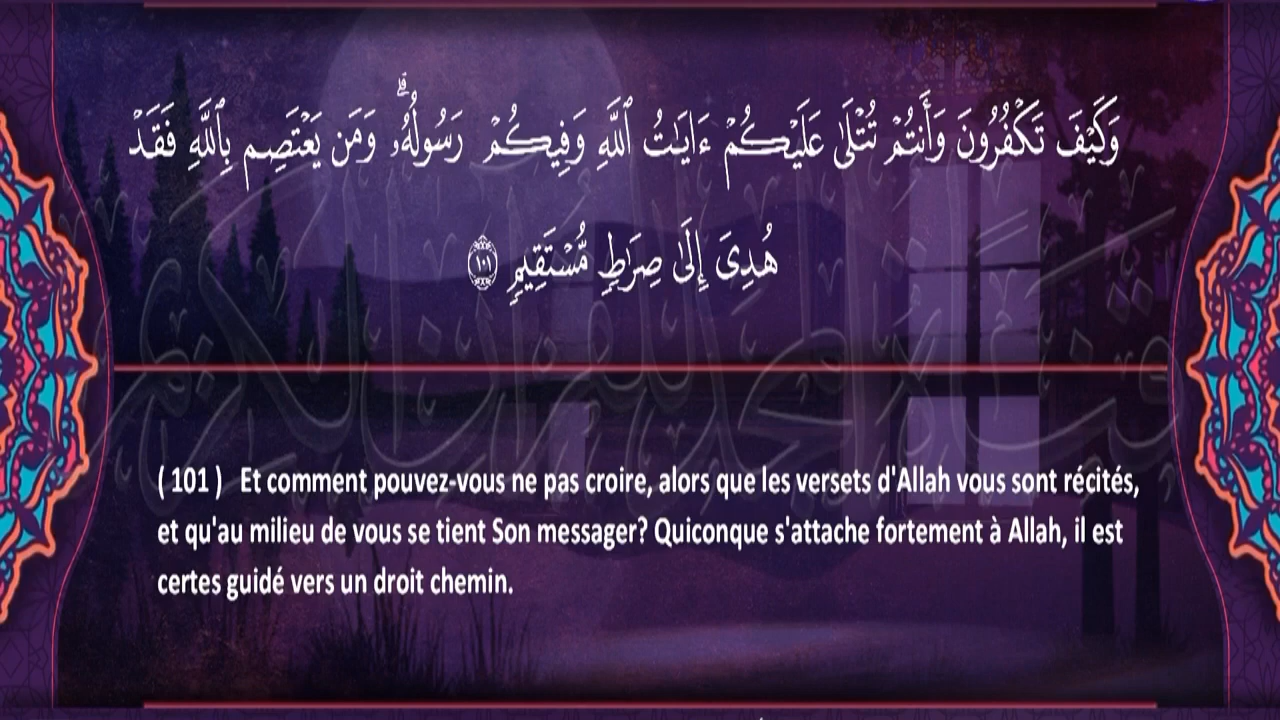 وَكَيْفَ تَكْفُرُونَ وَأَنتُمْ تُتْلَىٰ عَلَيْكُمْ ءَايَـٰتُ ٱللَّهِ وَفِيكُمْ رَسُولُهُۥ ۗ وَمَن يَعْتَصِم بِٱللَّهِ فَقَدْ
هُدِىَ إِلَىٰ صِرَٰطٍ مُّسْتَقِيمٍ ١٠١
( 101 ) Et comment pouvez-vous ne pas croire, alors que les versets d'Allah vous sont récités,
et qu'au milieu de vous se tient Son messager? Quiconque s'attache fortement à Allah, il est
certes guidé vers un droit chemin.